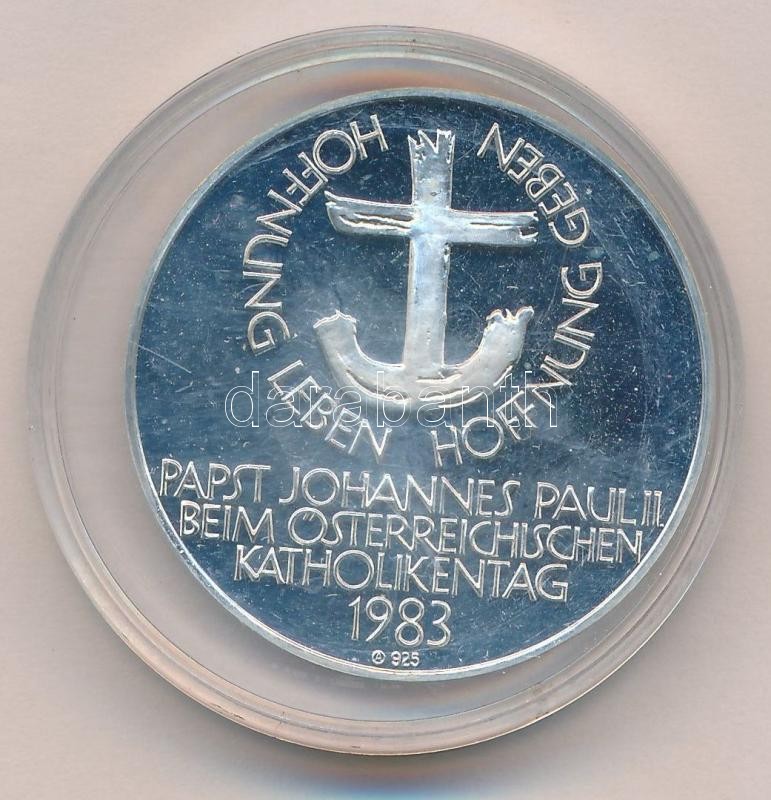 HOFFNUNG LEBEN HOFFNUNG GEBEN
PAPST JOHANNES PAUL II.
BEIM ÖSTERREICHISCHEN
KATHOLIKENTAG
1983
A 925
darabanth